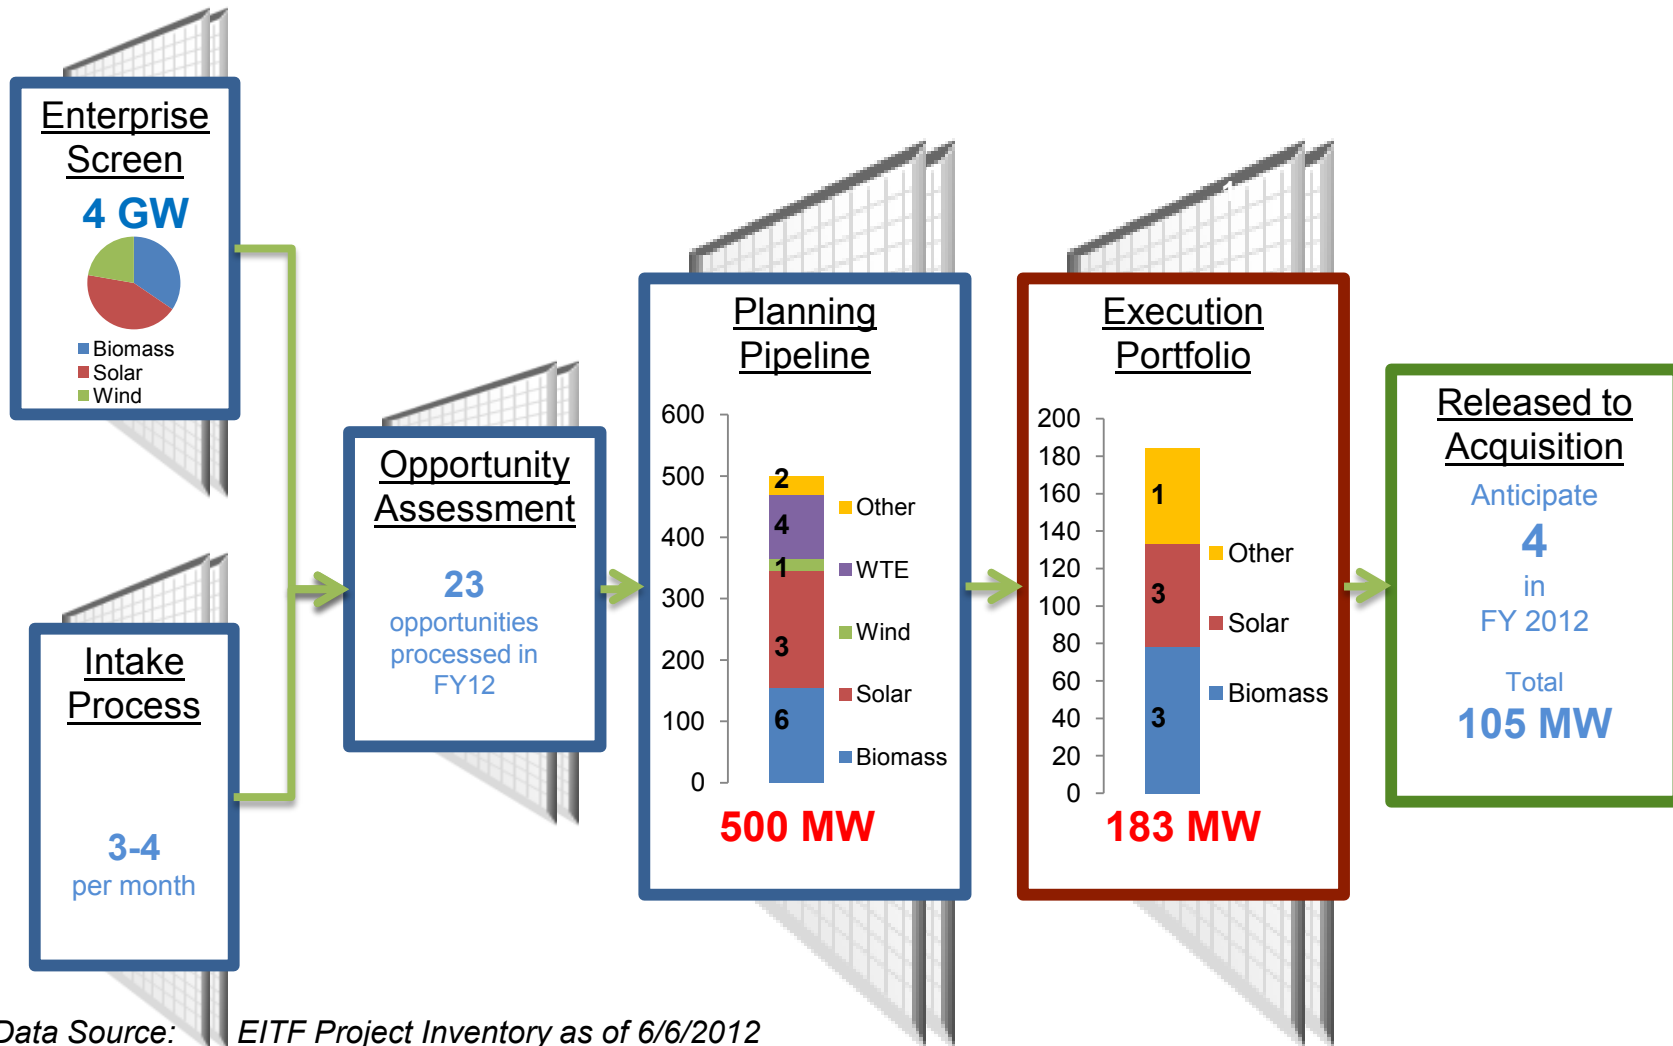 Enterprise
Screen
4 GW
Biomass
Solar
Wind
Intake
Process
3-4
per month
Opportunity
Assessment
23
opportunities
processed in
FY12
Planning
Pipeline
600
500
400
300
200
100
0
2
4
1
3
6
Other
WTE
Wind
Solar
Biomass
500 MW
1
Execution
Portfolio
200
180
160
140
120
100
80
60
40
20
0
1
3
3
Other
Solar
Biomass
183 MW
Released to
Acquisition
Anticipate
4
in
FY 2012
Total
105 MW
Data Source: EITF Project Inventory as of 6/6/2012